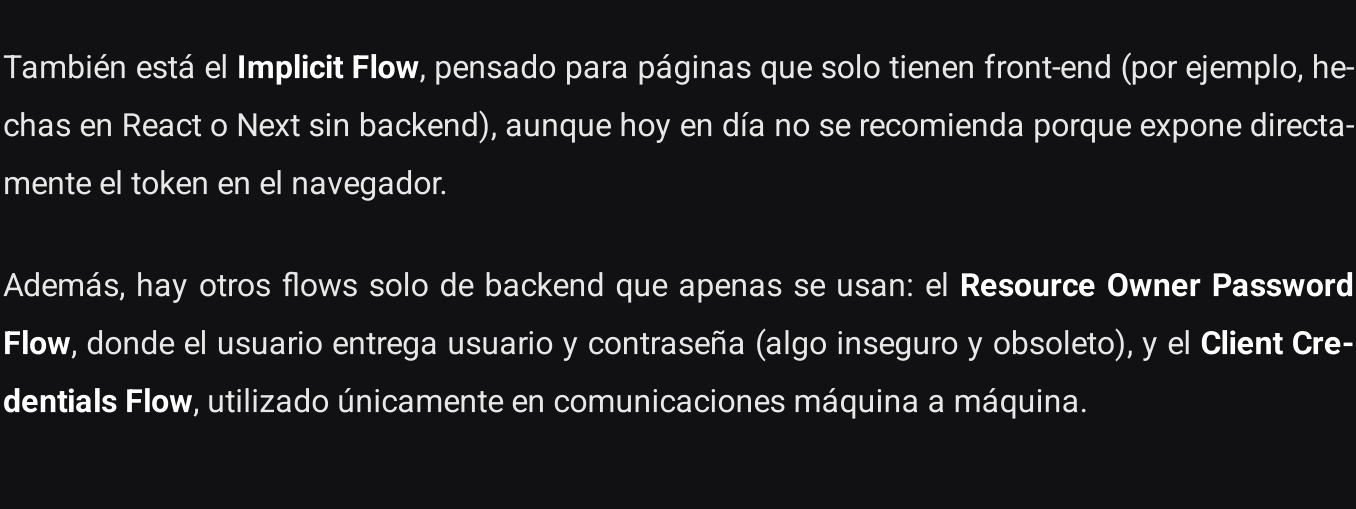 También está el Implicit Flow, pensado para páginas que solo tienen front-end (por ejemplo, he-
chas en React o Next sin backend), aunque hoy en día no se recomienda porque expone directa-
mente el token en el navegador.
Además, hay otros flows solo de backend que apenas se usan: el Resource Owner Password
Flow, donde el usuario entrega usuario y contraseña (algo inseguro y obsoleto), y el Client Cre-
dentials Flow, utilizado únicamente en comunicaciones máquina a máquina.